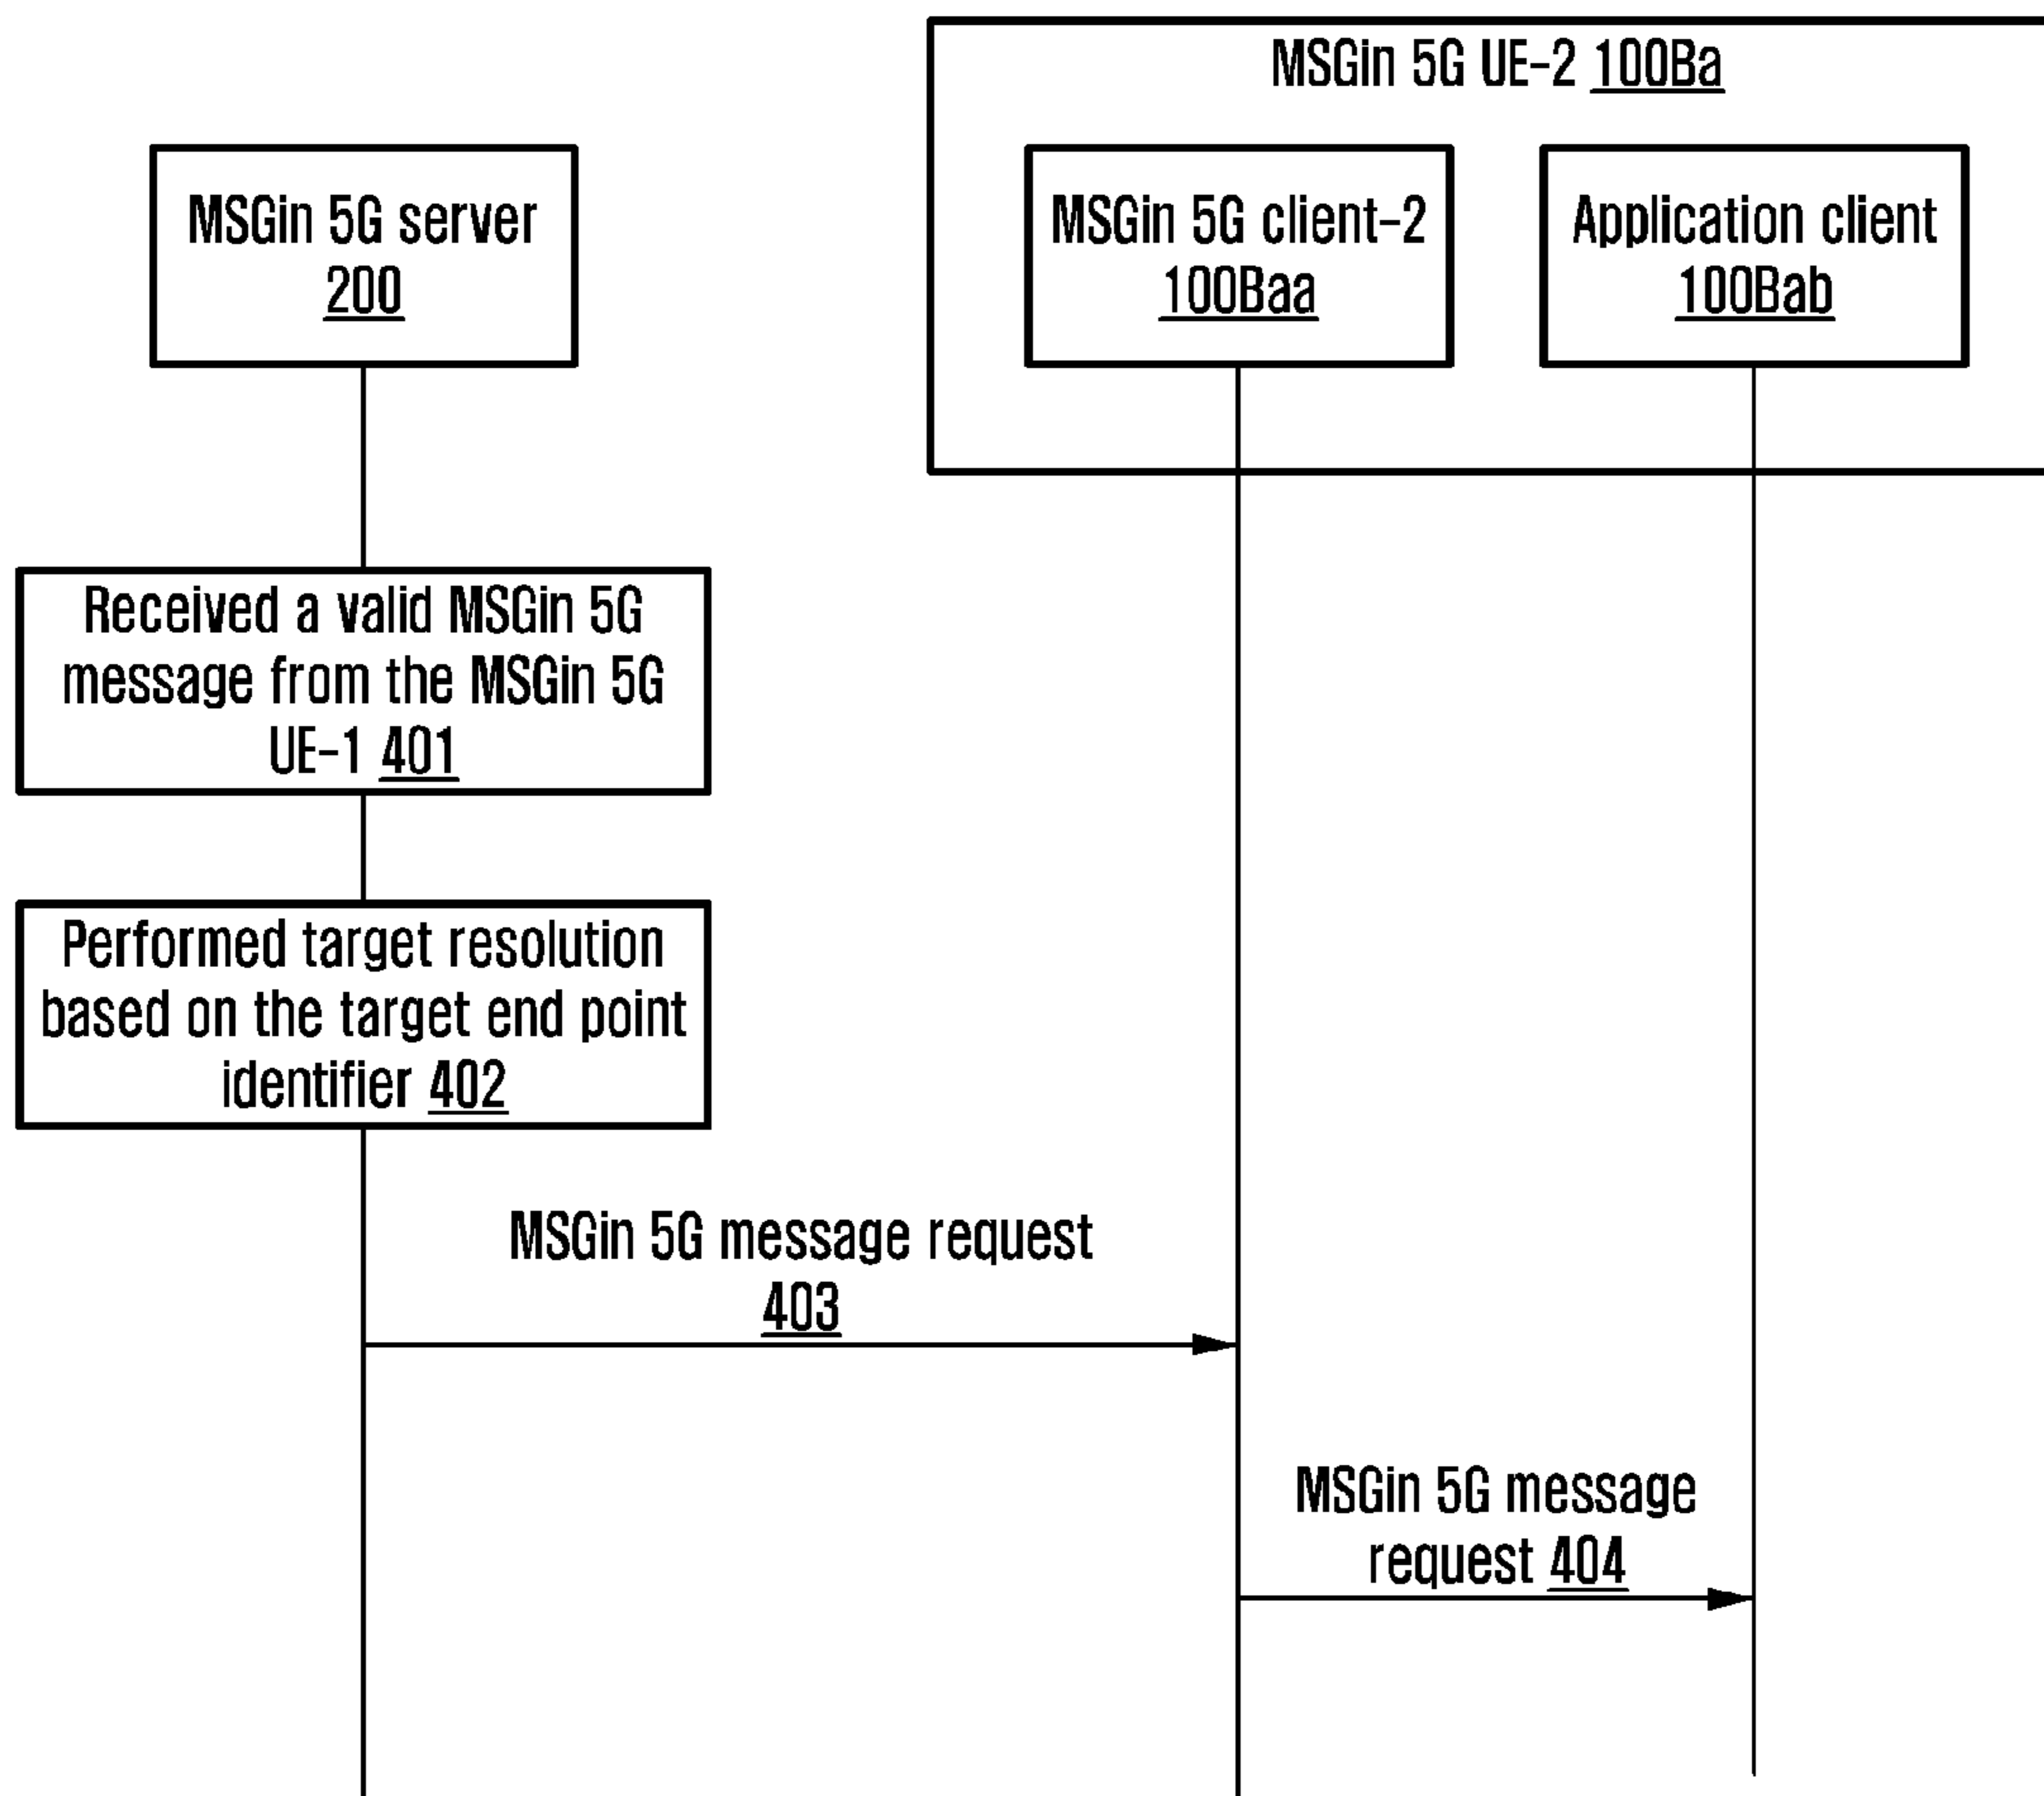 MSGin 5G UE-2 100Ba
MSGin 5G server
200
MSGin 5G client-2
100Baa
Application client
100Bab
Received a valid MSGin 5G
message from the MSGin 5G
UE-1 401
Performed target resolution
based on the target end point
identifier 402
MSGin 5G message request
403
MSGin 5G message
request 404